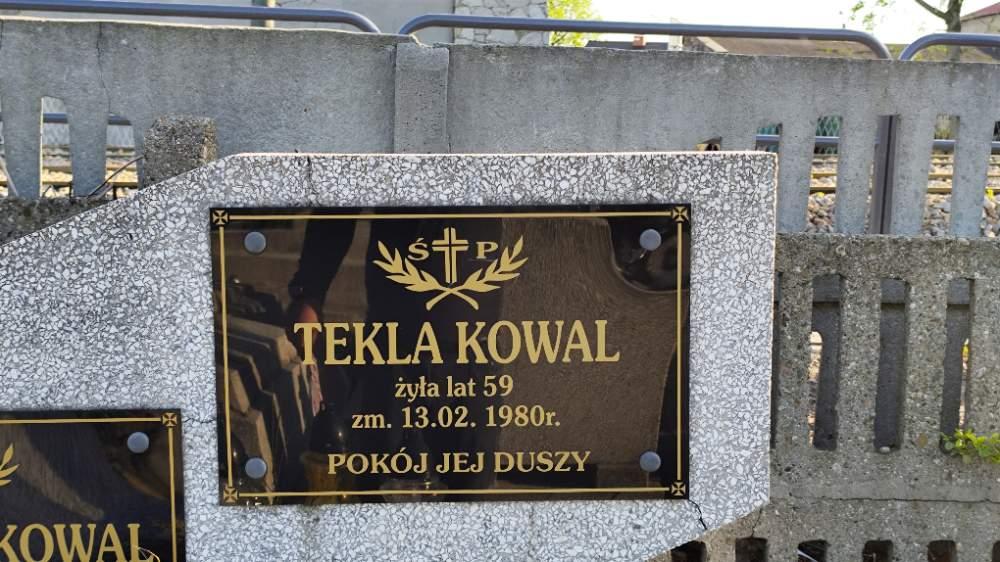 Ś P
TEKLA KOWAL
żyła lat 59
zm. 13.02. 1980r.
POKÓJ JEJ DUSZY
KOWAL